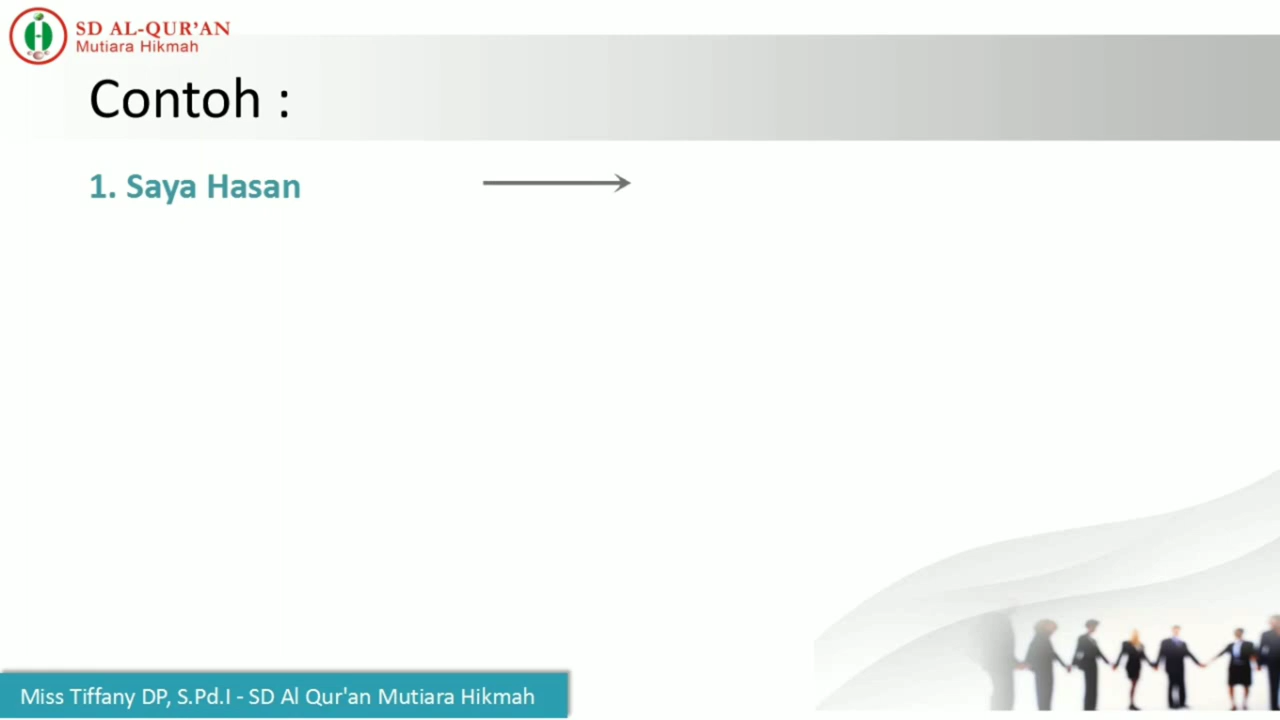 SD AL-QUR'AN
Mutiara Hikmah
Contoh :
1. Saya Hasan
Miss Tiffany DP, S.Pd.I - SD Al Qur'an Mutiara Hikmah